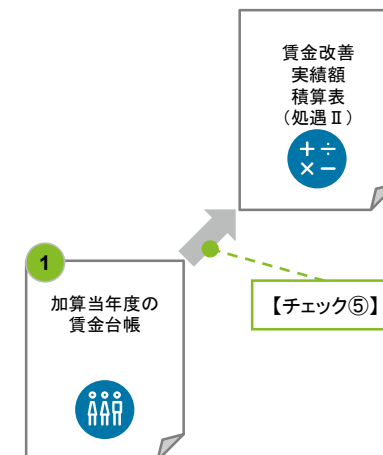 賃金改善
実績額
積算表
（処遇Ⅱ）
1
加算当年度の
賃金台帳
【チェック⑤】